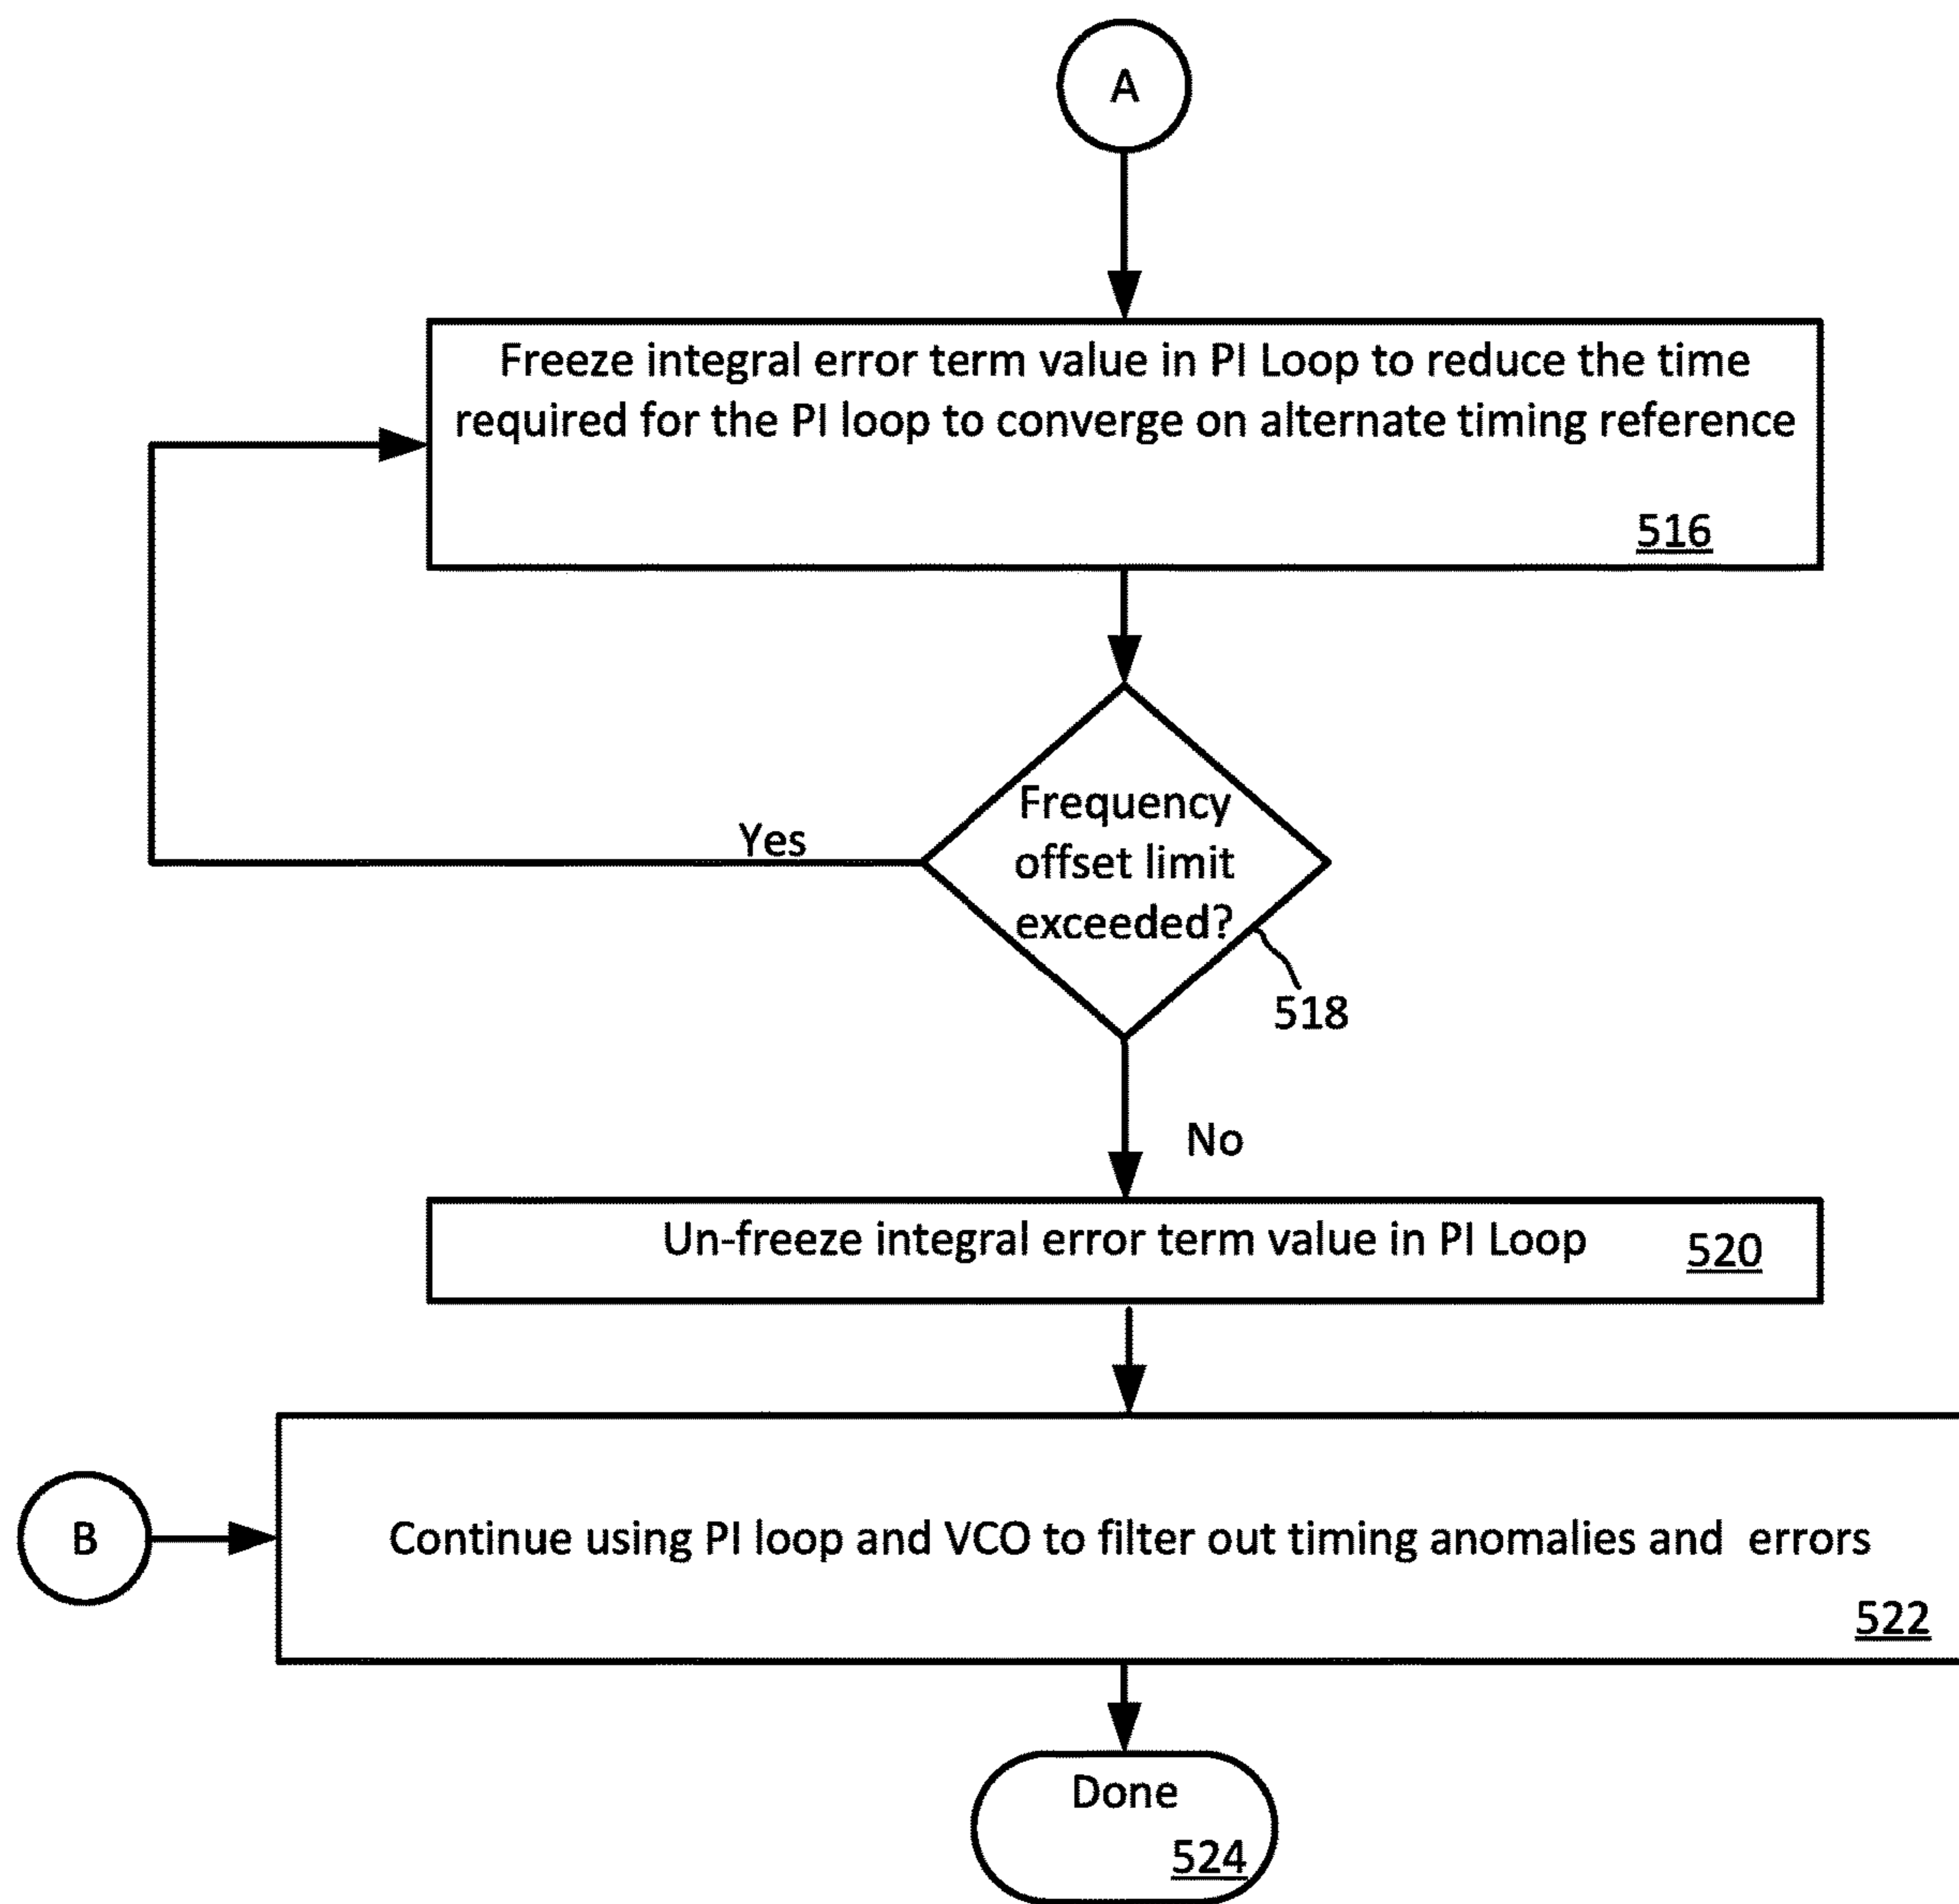 A
Freeze integral error term value in PI Loop to reduce the time
required for the PI loop to converge on alternate timing reference
516
Frequency
offset limit
exceeded?
Yes
518
No
Un-freeze integral error term value in PI Loop
520
B
Continue using PI loop and VCO to filter out timing anomalies and errors
522
Done
524